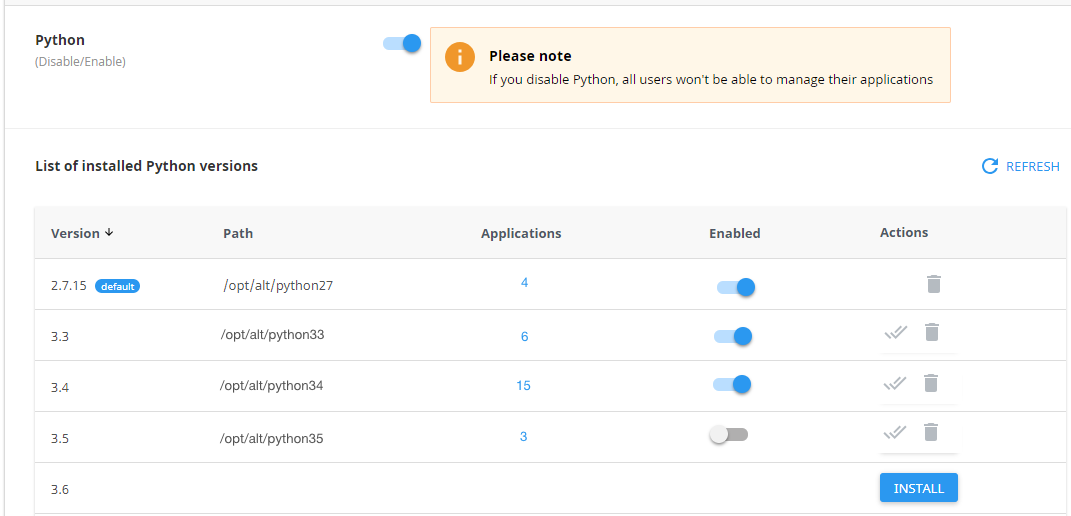 Python
(Disable/Enable)
Please note
If you disable Python, all users won't be able to manage their applications
List of installed Python versions
REFRESH
Version Path Applications Enabled Actions
2.7.15 default /opt/alt/python27 4
3.3 /opt/alt/python33 6
3.4 /opt/alt/python34 15
3.5 /opt/alt/python35 3
3.6 INSTALL